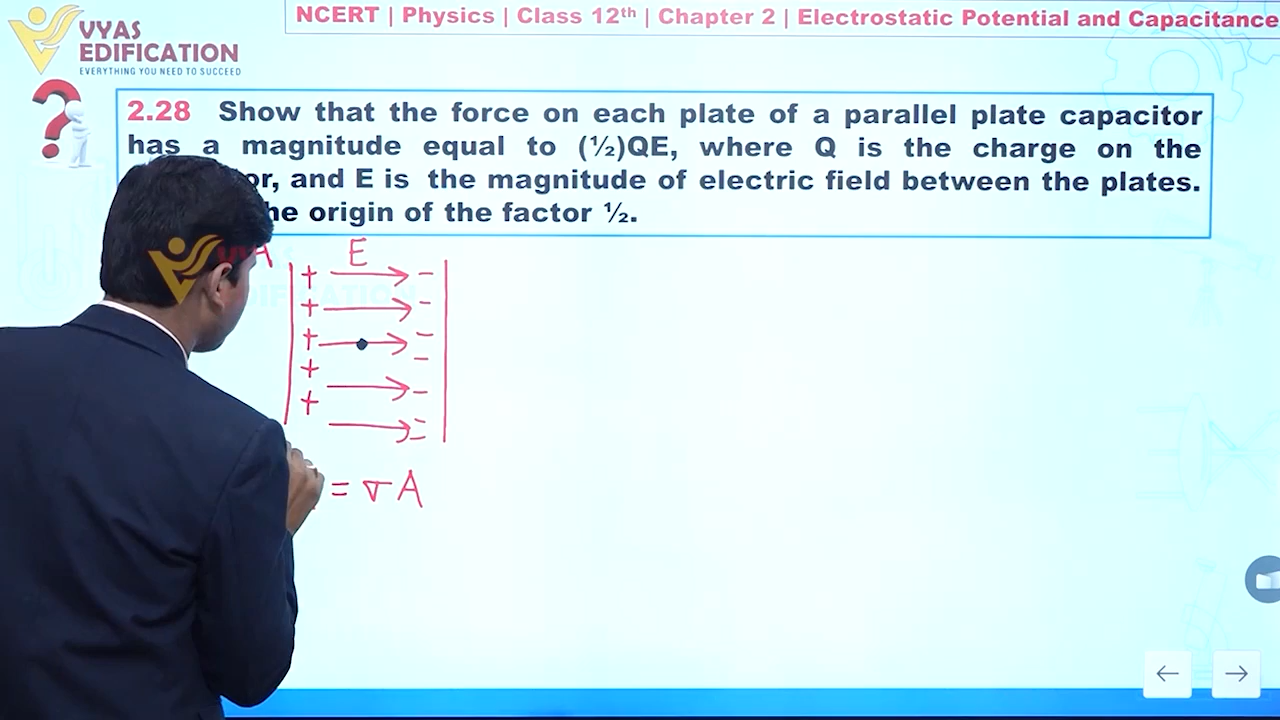 NCERT | Physics | Class 12th | Chapter 2 | Electrostatic Potential and Capacitance
VYAS
EDIFICATION
EVERYTHING YOU NEED TO SUCCEED
2.28 Show that the force on each plate of a parallel plate capacitor
has a magnitude equal to (½)QE, where Q is the charge on the
or, and E is the magnitude of electric field between the plates.
he origin of the factor ½.
A
E
+ -
+ -
+ -
+ -
+ -
= σA